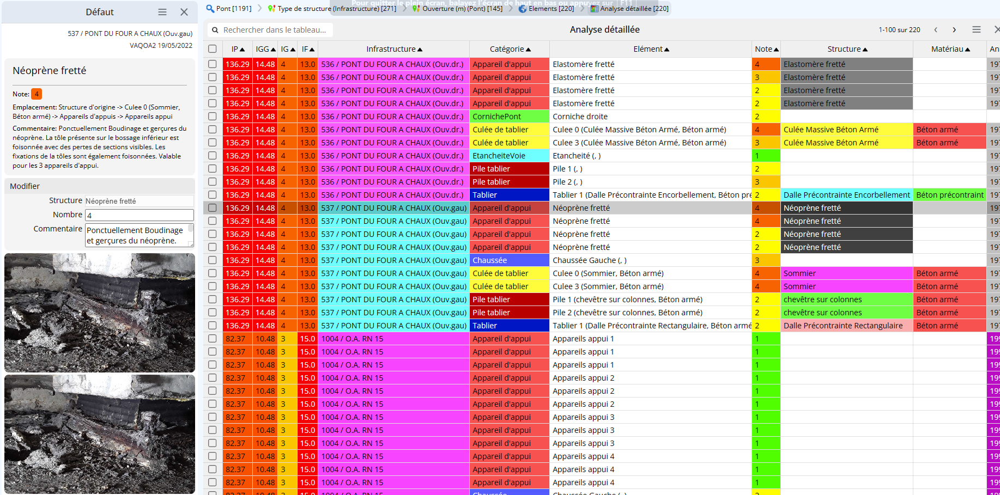 Défaut
537 / PONT DU FOUR A CHAUX (Ouv.gau)
VAQOA2 19/05/2022
Néoprène fretté
Note: 4
Emplacement: Structure d'origine -> Culee 0 (Sommier,
Béton armé) -> Appareils d'appuis -> Appareils appui
Commentaire: Ponctuellement Boudinage et gerçures du
néoprène. La tôle présente sur le bossage inférieur est
foisonnée avec des pertes de sections visibles. Les
fixations de la tôles sont également foisonnées. Valable
pour les 3 appareils d'appui.
Modifier
Structure Néoprène fretté
Nombre 4
Commentaire Ponctuellement Boudinage
et gerçures du néoprène.
Pont [1191] Type de structure (Infrastructure) [271] Ouverture (m) (Pont) [145] Elements [220] Analyse détaillée [220]
Pour quitter le plein écran, balayez l'écran de haut en bas ou appuyez sur F11
Rechercher dans le tableau... Analyse détaillée 1-100 sur 220
IP IGG IG IF Infrastructure Catégorie Elément Note Structure Matériau An
136.29 14.48 4 13.0 536 / PONT DU FOUR A CHAUX (Ouv.dr.) Appareil d'appui Elastomère fretté 4 Elastomère fretté 197
136.29 14.48 4 13.0 536 / PONT DU FOUR A CHAUX (Ouv.dr.) Appareil d'appui Elastomère fretté 3 Elastomère fretté 197
136.29 14.48 4 13.0 536 / PONT DU FOUR A CHAUX (Ouv.dr.) Appareil d'appui Elastomère fretté 2 Elastomère fretté 197
136.29 14.48 4 13.0 536 / PONT DU FOUR A CHAUX (Ouv.dr.) Appareil d'appui Elastomère fretté 2 Elastomère fretté 197
136.29 14.48 4 13.0 536 / PONT DU FOUR A CHAUX (Ouv.dr.) CornichePont Corniche droite 2 197
136.29 14.48 4 13.0 536 / PONT DU FOUR A CHAUX (Ouv.dr.) Culée de tablier Culee 0 (Culée Massive Béton Armé, Béton armé) 4 Culée Massive Béton Armé Béton armé 197
136.29 14.48 4 13.0 536 / PONT DU FOUR A CHAUX (Ouv.dr.) Culée de tablier Culee 3 (Culée Massive Béton Armé, Béton armé) 3 Culée Massive Béton Armé Béton armé 197
136.29 14.48 4 13.0 536 / PONT DU FOUR A CHAUX (Ouv.dr.) EtancheiteVoie Etancheité (, ) 1 197
136.29 14.48 4 13.0 536 / PONT DU FOUR A CHAUX (Ouv.dr.) Pile tablier Pile 1 (, ) 2 197
136.29 14.48 4 13.0 536 / PONT DU FOUR A CHAUX (Ouv.dr.) Pile tablier Pile 2 (, ) 3 197
136.29 14.48 4 13.0 536 / PONT DU FOUR A CHAUX (Ouv.dr.) Tablier Tablier 1 (Dalle Précontrainte Encorbellement, Béton pré 2 Dalle Précontrainte Encorbellement Béton précontraint 197
136.29 14.48 4 13.0 537 / PONT DU FOUR A CHAUX (Ouv.gau) Appareil d'appui Néoprène fretté 4 Néoprène fretté 197
136.29 14.48 4 13.0 537 / PONT DU FOUR A CHAUX (Ouv.gau) Appareil d'appui Néoprène fretté 4 Néoprène fretté 197
136.29 14.48 4 13.0 537 / PONT DU FOUR A CHAUX (Ouv.gau) Appareil d'appui Néoprène fretté 2 Néoprène fretté 197
136.29 14.48 4 13.0 537 / PONT DU FOUR A CHAUX (Ouv.gau) Appareil d'appui Néoprène fretté 2 Néoprène fretté 197
136.29 14.48 4 13.0 537 / PONT DU FOUR A CHAUX (Ouv.gau) Chaussée Chaussée Gauche (, ) 3 197
136.29 14.48 4 13.0 537 / PONT DU FOUR A CHAUX (Ouv.gau) Culée de tablier Culee 0 (Sommier, Béton armé) 4 Sommier Béton armé 197
136.29 14.48 4 13.0 537 / PONT DU FOUR A CHAUX (Ouv.gau) Culée de tablier Culee 3 (Sommier, Béton armé) 4 Sommier Béton armé 197
136.29 14.48 4 13.0 537 / PONT DU FOUR A CHAUX (Ouv.gau) Pile tablier Pile 1 (chevêtre sur colonnes, Béton armé) 2 chevêtre sur colonnes Béton armé 197
136.29 14.48 4 13.0 537 / PONT DU FOUR A CHAUX (Ouv.gau) Pile tablier Pile 2 (chevêtre sur colonnes, Béton armé) 2 chevêtre sur colonnes Béton armé 197
136.29 14.48 4 13.0 537 / PONT DU FOUR A CHAUX (Ouv.gau) Tablier Tablier 1 (Dalle Précontrainte Rectangulaire, Béton armé 2 Dalle Précontrainte Rectangulaire Béton armé 197
82.37 10.48 3 15.0 1004 / O.A. RN 15 Appareil d'appui Appareils appui 1 1 199
82.37 10.48 3 15.0 1004 / O.A. RN 15 Appareil d'appui Appareils appui 1 1 199
82.37 10.48 3 15.0 1004 / O.A. RN 15 Appareil d'appui Appareils appui 1 1 199
82.37 10.48 3 15.0 1004 / O.A. RN 15 Appareil d'appui Appareils appui 2 1 199
82.37 10.48 3 15.0 1004 / O.A. RN 15 Appareil d'appui Appareils appui 2 1 199
82.37 10.48 3 15.0 1004 / O.A. RN 15 Appareil d'appui Appareils appui 2 1 199
82.37 10.48 3 15.0 1004 / O.A. RN 15 Appareil d'appui Appareils appui 3 1 199
82.37 10.48 3 15.0 1004 / O.A. RN 15 Appareil d'appui Appareils appui 3 1 199
82.37 10.48 3 15.0 1004 / O.A. RN 15 Appareil d'appui Appareils appui 3 1 199
82.37 10.48 3 15.0 1004 / O.A. RN 15 Appareil d'appui Appareils appui 4 1 199
82.37 10.48 3 15.0 1004 / O.A. RN 15 Appareil d'appui Appareils appui 4 1 199
82.37 10.48 3 15.0 1004 / O.A. RN 15 Appareil d'appui Appareils appui 4 1 199
82.37 10.48 3 15.0 1004 / O.A. RN 15 Chaussée Chaussée Gauche (, ) 2 199